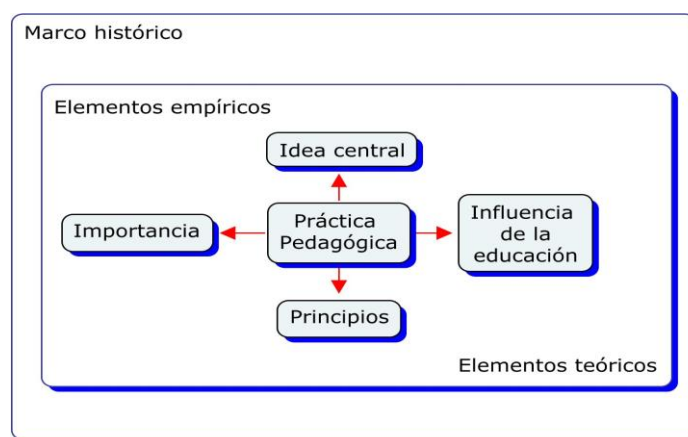 Marco histórico
Elementos empíricos
Idea central
Importancia
Práctica
Pedagógica
Influencia
de la
educación
Principios
Elementos teóricos